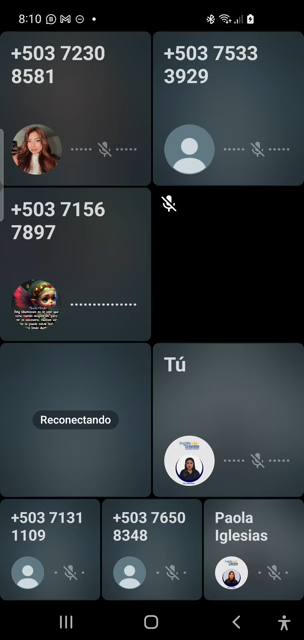 8:10
+503 7230
8581
+503 7533
3929
+503 7156
7897
Reconectando
Tú
+503 7131
1109
+503 7650
8348
Paola
Iglesias